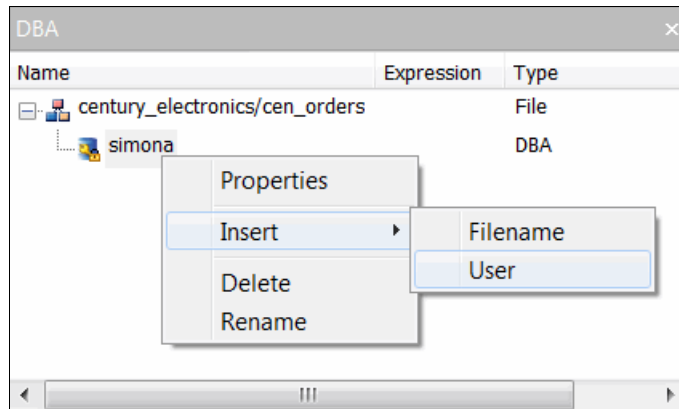 DBA
Name Expression Type
century_electronics/cen_orders File
simona DBA
Properties
Insert Filename
User
Delete
Rename